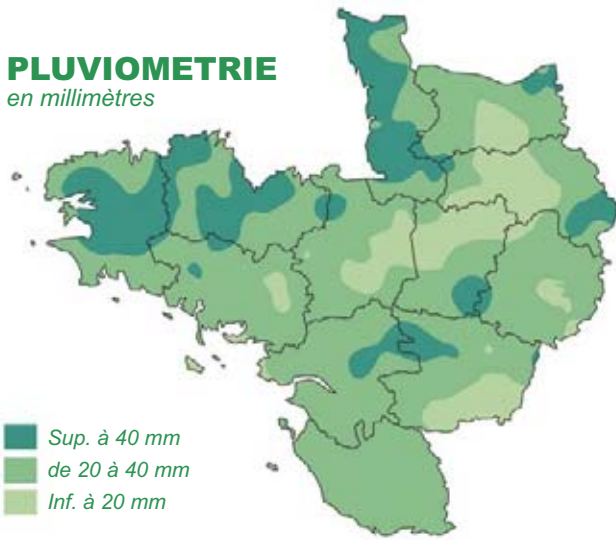 PLUVIOMETRIE
en millimètres
Sup. à 40 mm
de 20 à 40 mm
Inf. à 20 mm